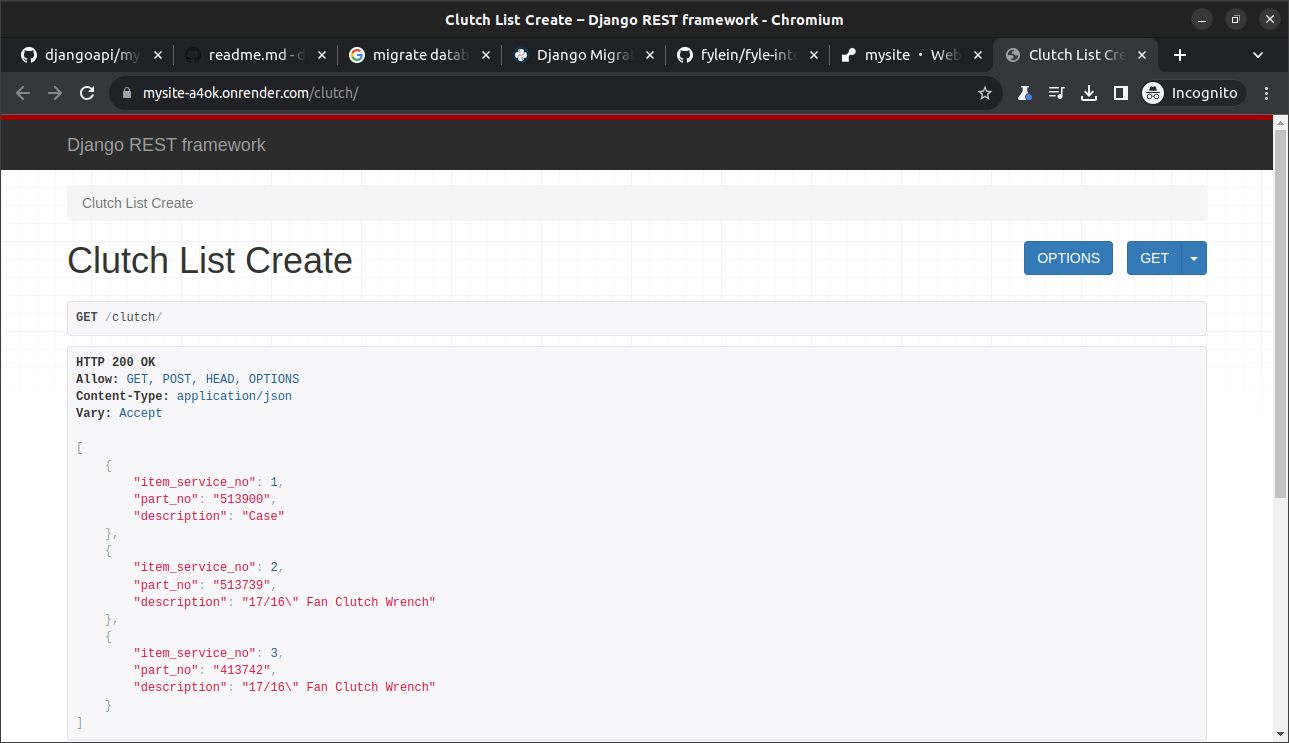 Clutch List Create – Django REST framework - Chromium
djangoapi/my
readme.md - d
migrate datab
Django Migra
fylein/fyle-inte
mysite • Web
Clutch List Cre
mysite-a4ok.onrender.com/clutch/
Incognito
Django REST framework
Clutch List Create
Clutch List Create
OPTIONS
GET
GET /clutch/
HTTP 200 OK
Allow: GET, POST, HEAD, OPTIONS
Content-Type: application/json
Vary: Accept
[
    {
        "item_service_no": 1,
        "part_no": "513900",
        "description": "Case"
    },
    {
        "item_service_no": 2,
        "part_no": "513739",
        "description": "17/16\" Fan Clutch Wrench"
    },
    {
        "item_service_no": 3,
        "part_no": "413742",
        "description": "17/16\" Fan Clutch Wrench"
    }
]